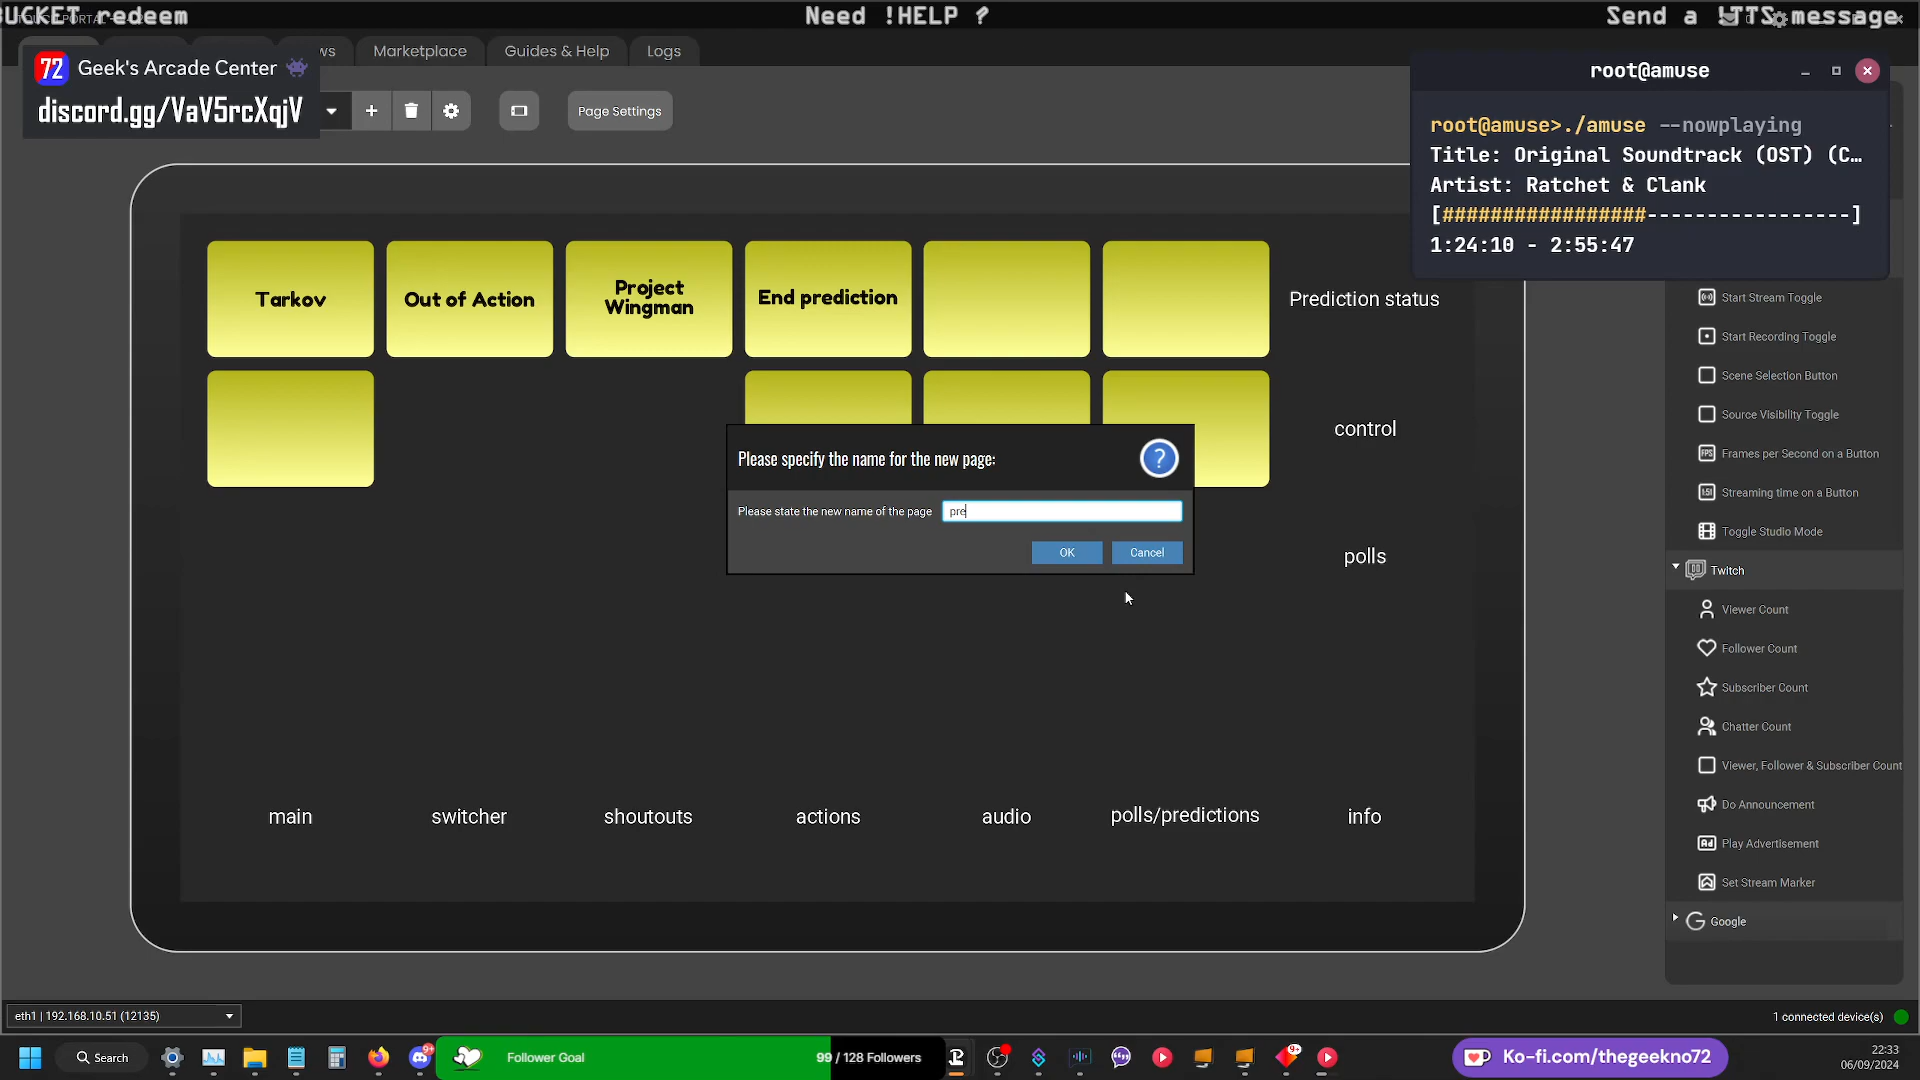 BUCKET redeem
Need !HELP ?
Send a !TTS message
ws
Marketplace
Guides & Help
Logs
72
Geek's Arcade Center
discord.gg/VaV5rcXqjV
Page Settings
root@amuse
root@amuse>./amuse --nowplaying
Title: Original Soundtrack (OST) (C…
Artist: Ratchet & Clank
[#################-----------------]
1:24:10 - 2:55:47
Tarkov
Out of Action
Project
Wingman
End prediction
Prediction status
control
polls
Please specify the name for the new page:
?
Please state the new name of the page
pre
OK
Cancel
main
switcher
shoutouts
actions
audio
polls/predictions
info
Start Stream Toggle
Start Recording Toggle
Scene Selection Button
Source Visibility Toggle
FPS
Frames per Second on a Button
Streaming time on a Button
Toggle Studio Mode
Twitch
Viewer Count
Follower Count
Subscriber Count
Chatter Count
Viewer, Follower & Subscriber Count
Do Announcement
Ad
Play Advertisement
Set Stream Marker
Google
eth1 | 192.168.10.51 (12135)
1 connected device(s)
Search
9+
Follower Goal
99 / 128 Followers
9+
Ko-fi.com/thegeekno72
22:33
06/09/2024